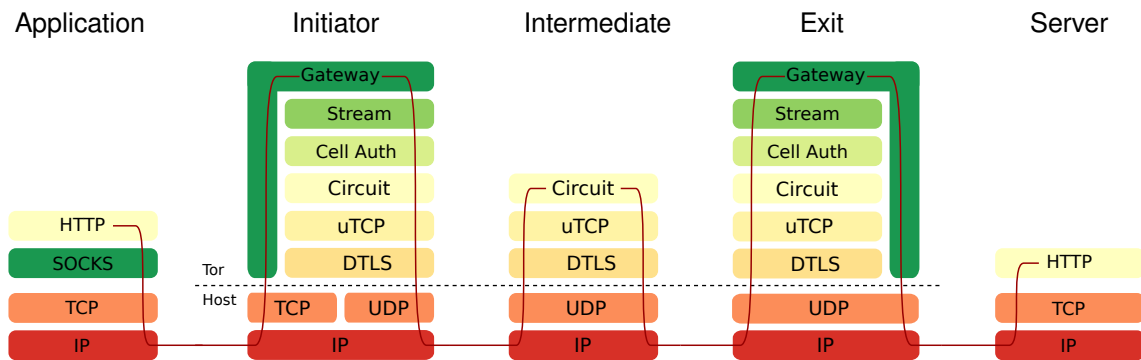 Application Initiator Intermediate Exit Server
Gateway Gateway
Stream Stream
Cell Auth Cell Auth
Circuit Circuit Circuit
HTTP uTCP uTCP uTCP
SOCKS DTLS DTLS DTLS HTTP
Tor
Host
TCP TCP UDP UDP UDP TCP
IP IP IP IP IP